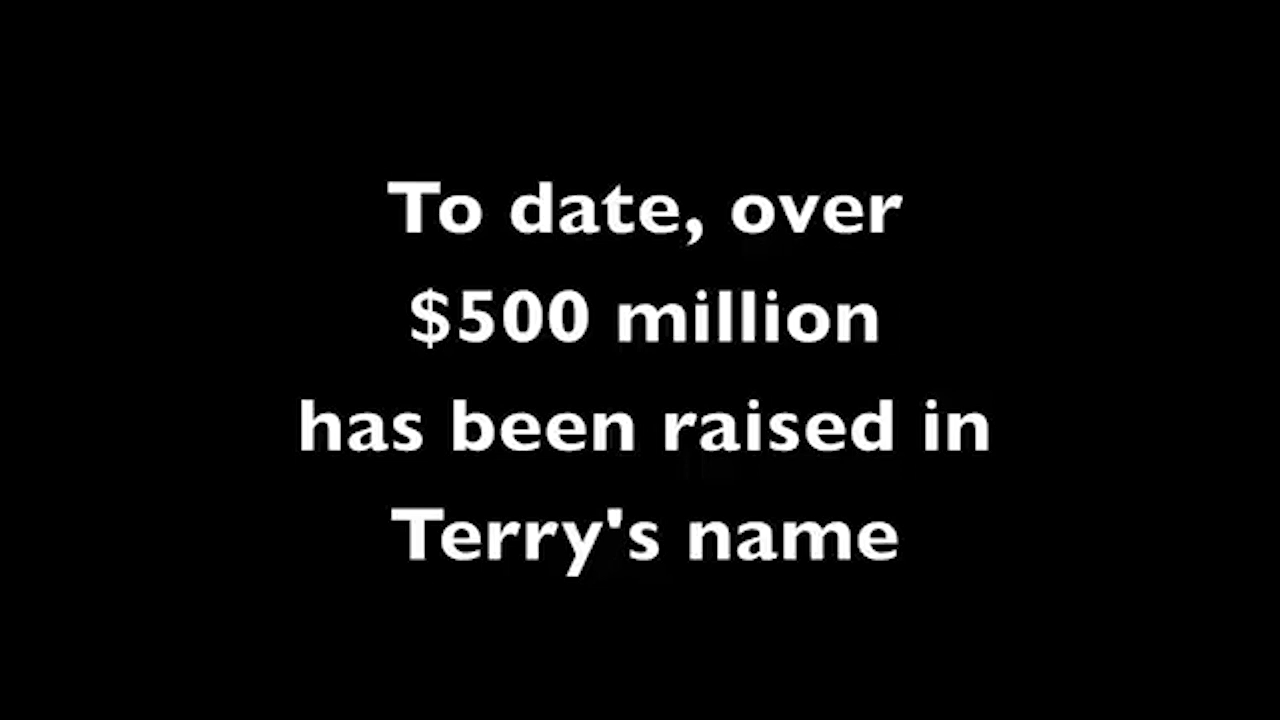 To date, over
$500 million
has been raised in
Terry's name